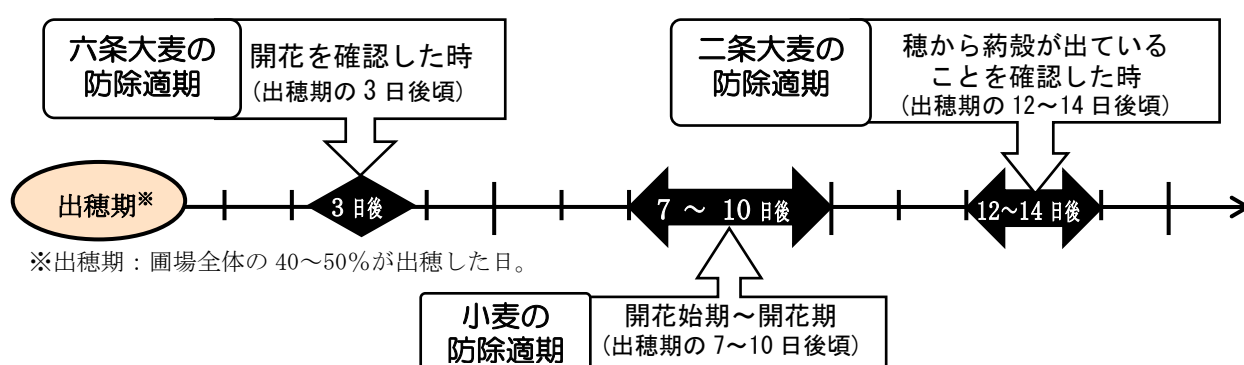 六条大麦の
防除適期
開花を確認した時
(出穂期の３日後頃)
二条大麦の
防除適期
穂から葯殻が出ている
ことを確認した時
(出穂期の 12～14 日後頃)
出穂期※
3 日後
7 ～ 10 日後
12～14 日後
※出穂期：圃場全体の 40～50％が出穂した日。
小麦の
防除適期
開花始期～開花期
(出穂期の 7～10 日後頃)